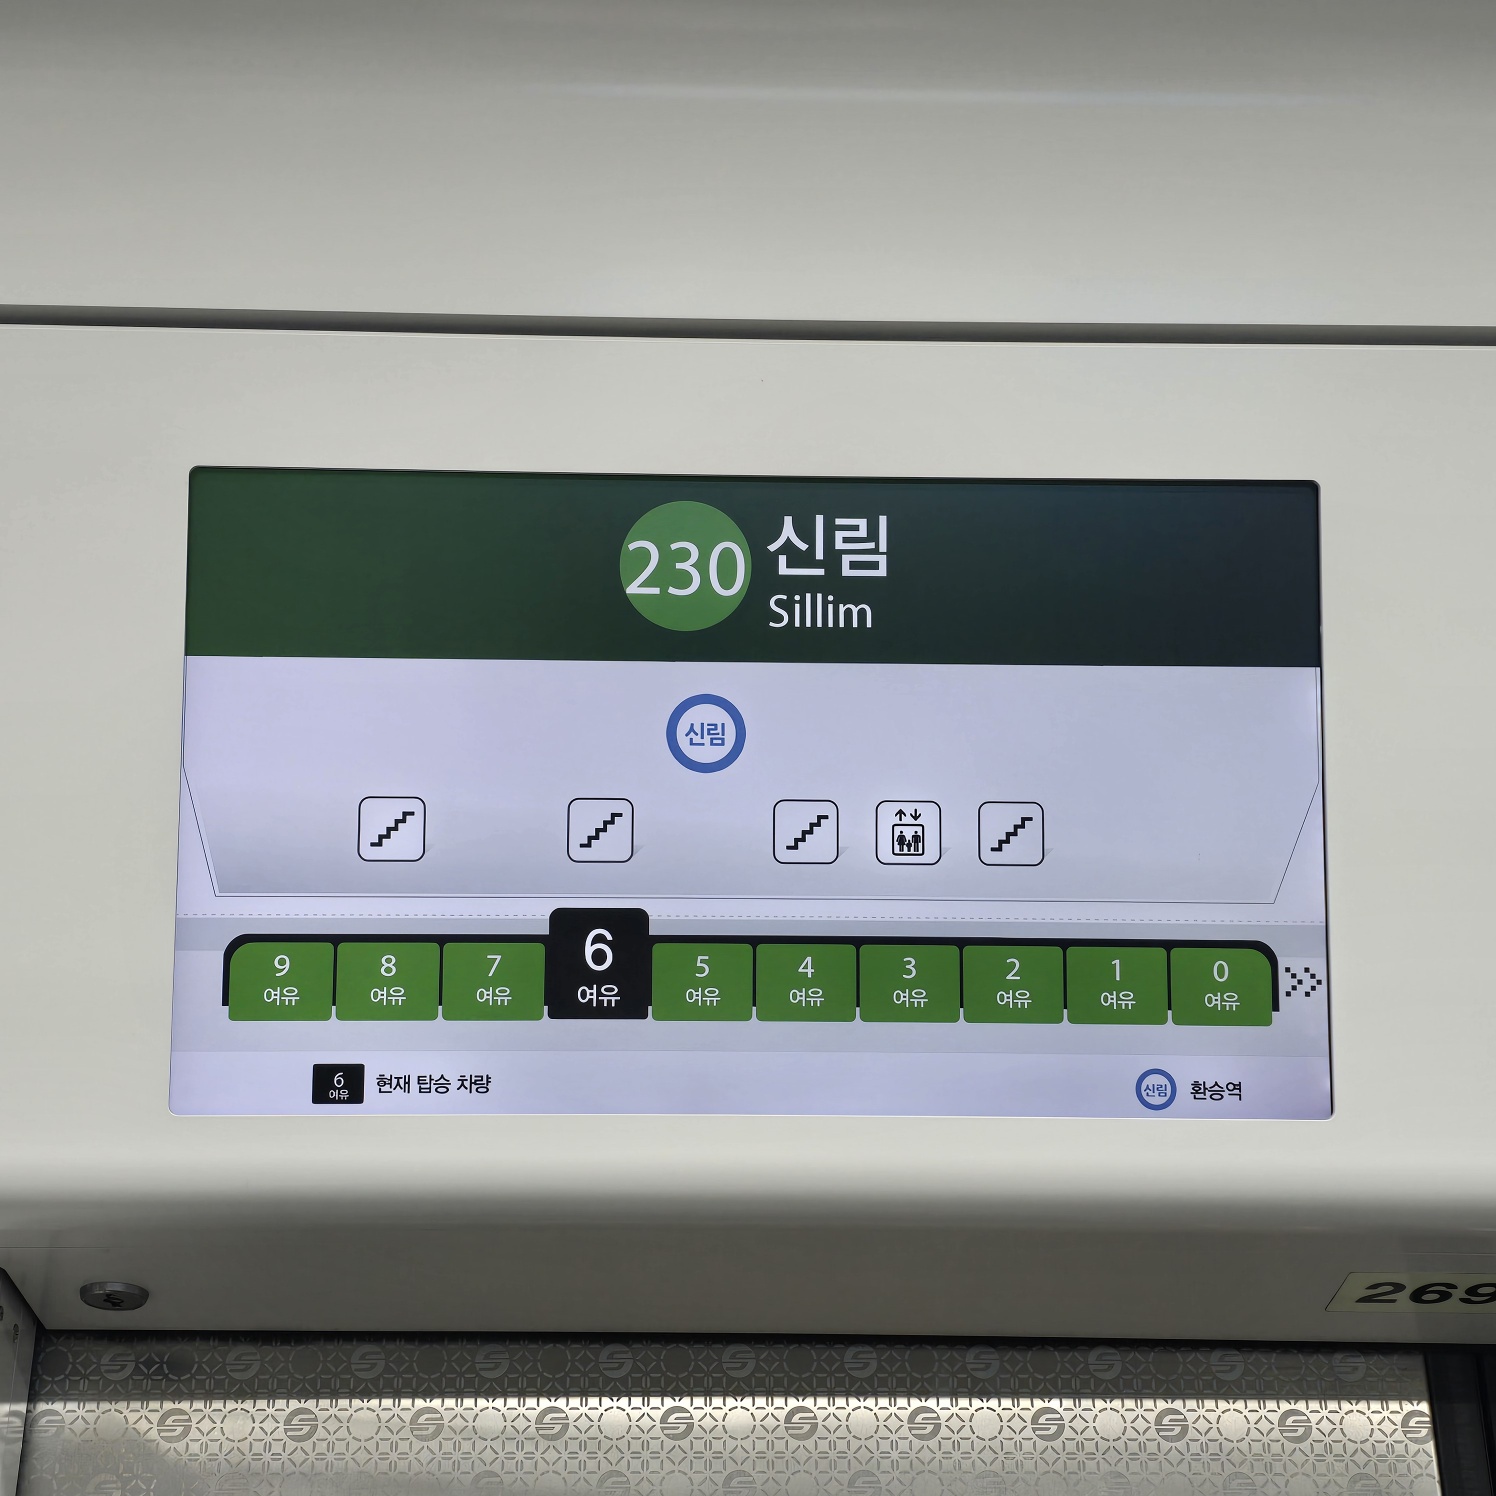 230 신림
Sillim
신림
9 8 7 6 5 4 3 2 1 0
여유 여유 여유 여유 여유 여유 여유 여유 여유 여유
6
여유
현재 탑승 차량
신림 환승역
269